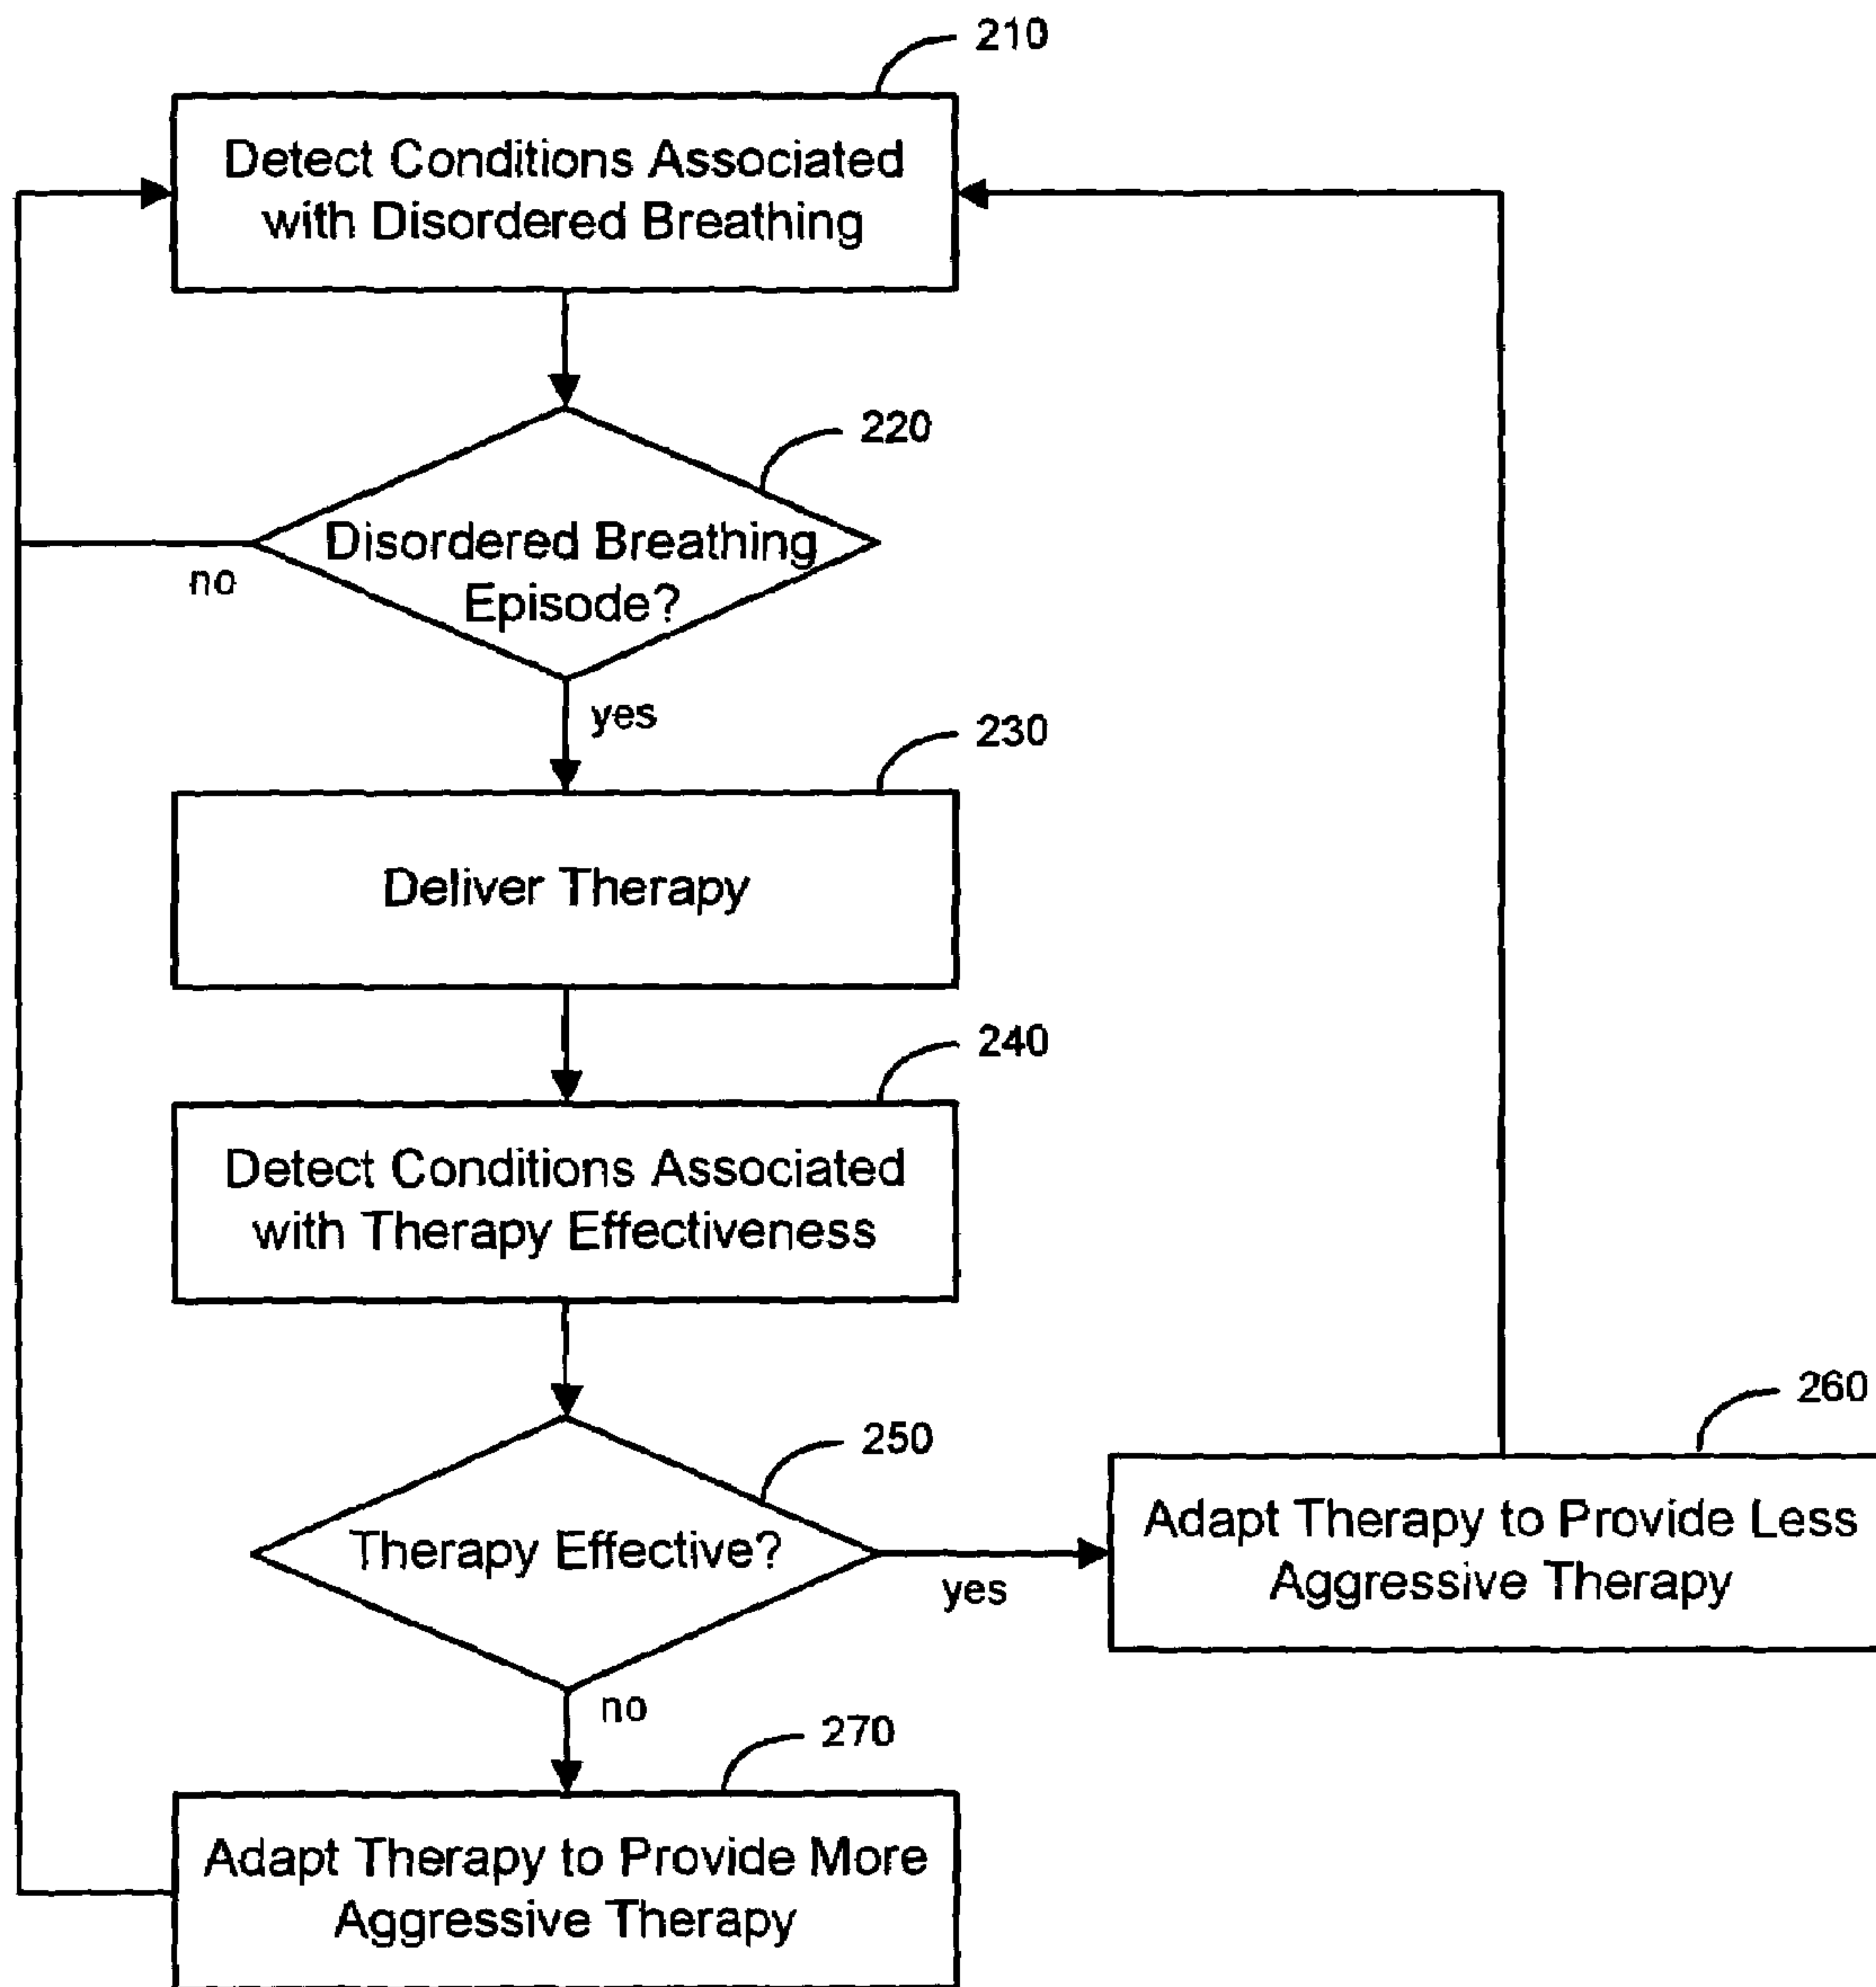 210
Detect Conditions Associated
with Disordered Breathing
220
Disordered Breathing
Episode?
no
yes
230
Deliver Therapy
240
Detect Conditions Associated
with Therapy Effectiveness
250
Therapy Effective?
yes
260
Adapt Therapy to Provide Less
Aggressive Therapy
no
270
Adapt Therapy to Provide More
Aggressive Therapy